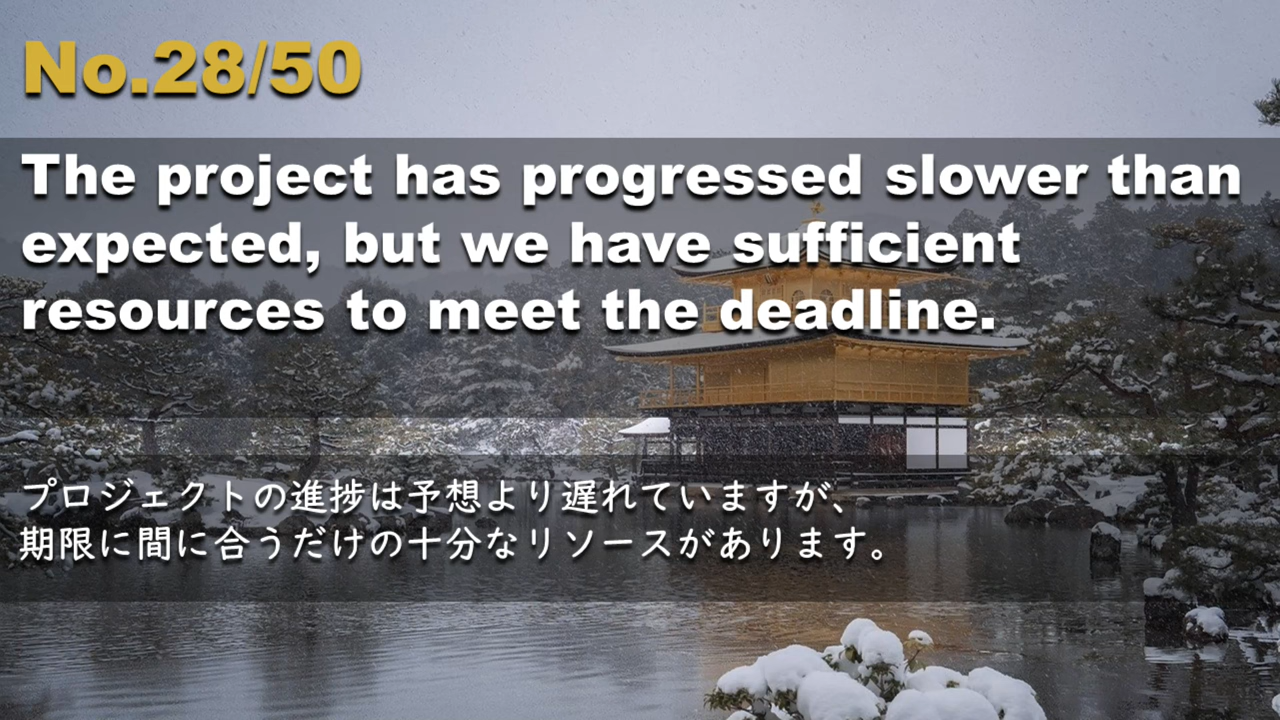 No.28/50
The project has progressed slower than
expected, but we have sufficient
resources to meet the deadline.
プロジェクトの進捗は予想より遅れていますが、
期限に間に合うだけの十分なリソースがあります。